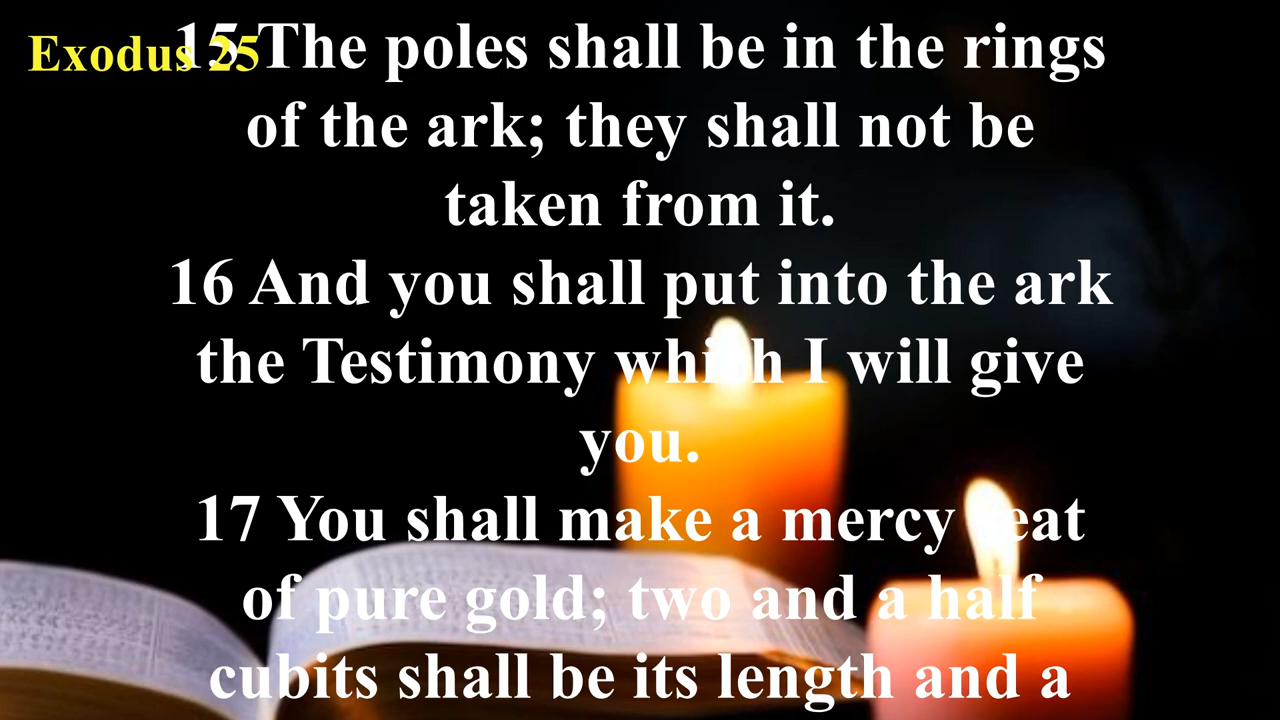 Exodus 25
15 The poles shall be in the rings
of the ark; they shall not be
taken from it.
16 And you shall put into the ark
the Testimony which I will give
you.
17 You shall make a mercy seat
of pure gold; two and a half
cubits shall be its length and a